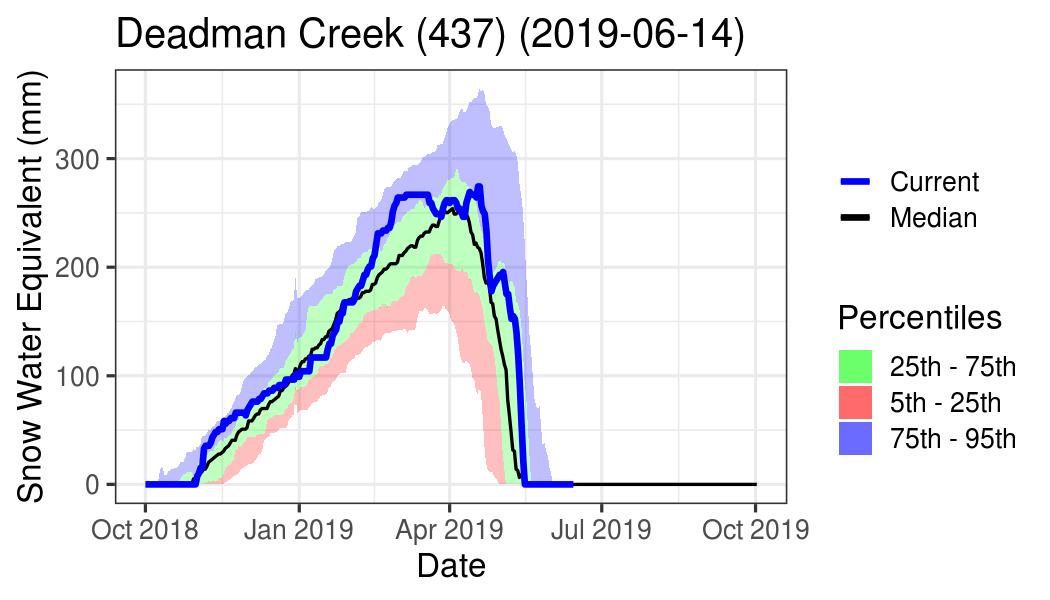 Deadman Creek (437) (2019-06-14)
Snow Water Equivalent (mm)
300
200
100
0
Oct 2018
Jan 2019
Apr 2019
Jul 2019
Oct 2019
Date
Current
Median
Percentiles
25th - 75th
5th - 25th
75th - 95th